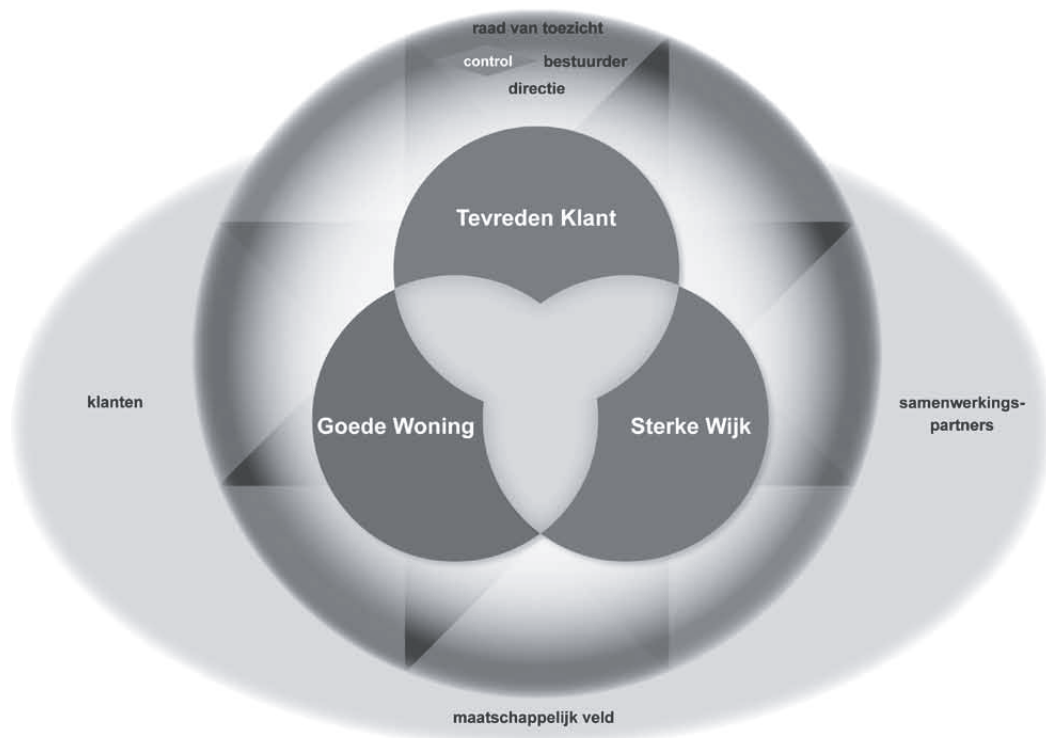 raad van toezicht
control bestuurder
directie
Tevreden Klant
klanten
samenwerkings-
partners
Goede Woning
Sterke Wijk
maatschappelijk veld